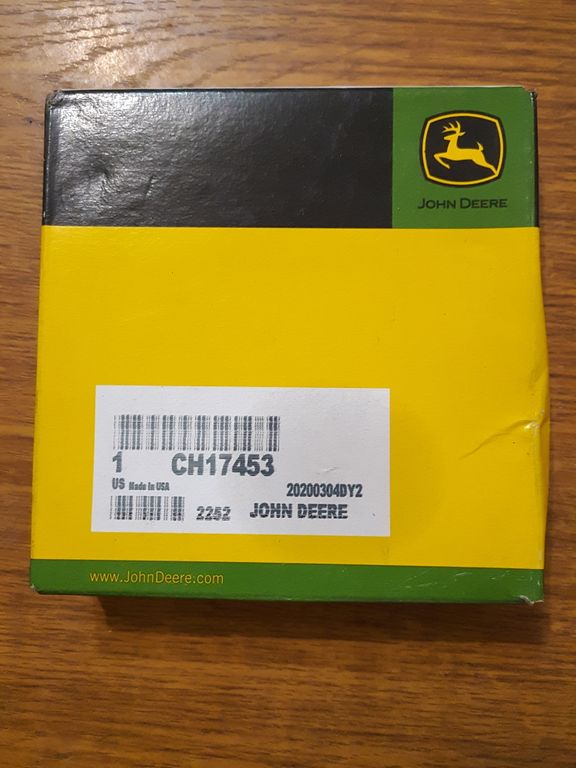 JOHN DEERE
1 CH17453
US Made In USA
20200304DY2
2252 JOHN DEERE
www.JohnDeere.com